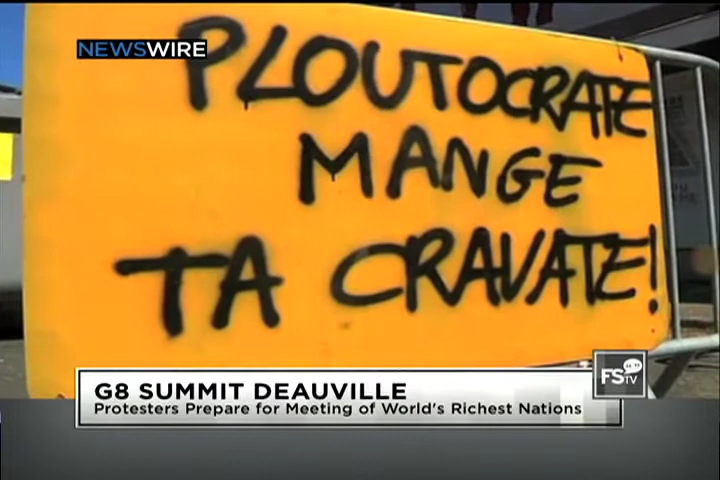 NEWSWIRE
PLOUTOCRATE
MANGE
TA CRAVATE!
G8 SUMMIT DEAUVILLE
Protesters Prepare for Meeting of World's Richest Nations
FS
TV